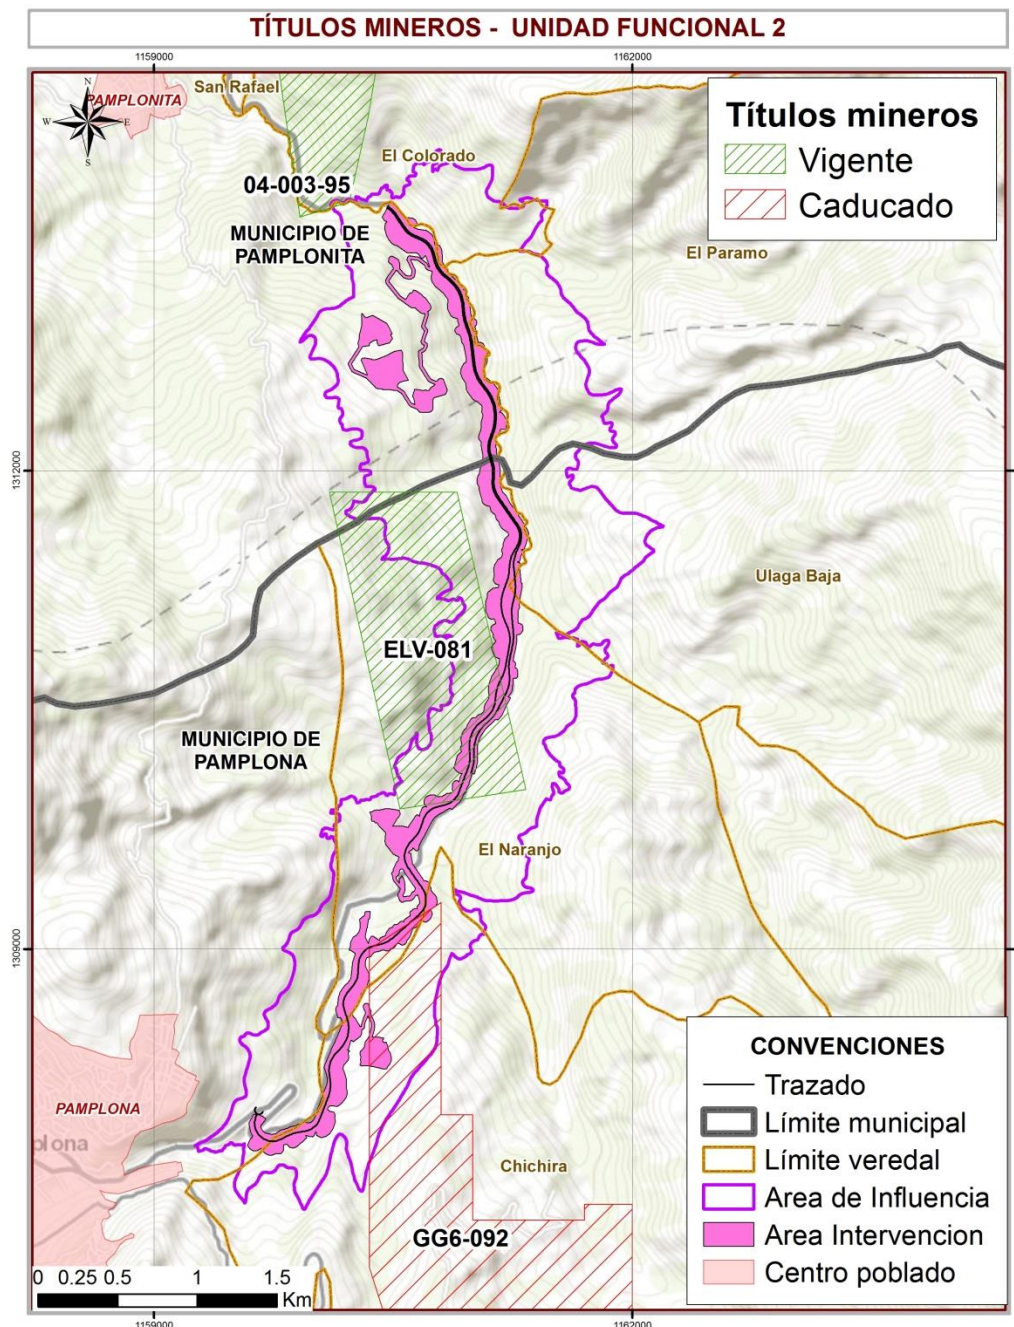 TÍTULOS MINEROS - UNIDAD FUNCIONAL 2
1159000
1162000
San Rafael
PAMPLONITA
N
W
E
S
Títulos mineros
Vigente
Caducado
El Colorado
04-003-95
MUNICIPIO DE
PAMPLONITA
El Paramo
1312000
Ulaga Baja
ELV-081
MUNICIPIO DE
PAMPLONA
El Naranjo
1309000
PAMPLONA
plona
Chichira
GG6-092
CONVENCIONES
Trazado
Límite municipal
Límite veredal
Area de Influencia
Area Intervencion
Centro poblado
0 0.25 0.5 1 1.5
Km
1159000
1162000